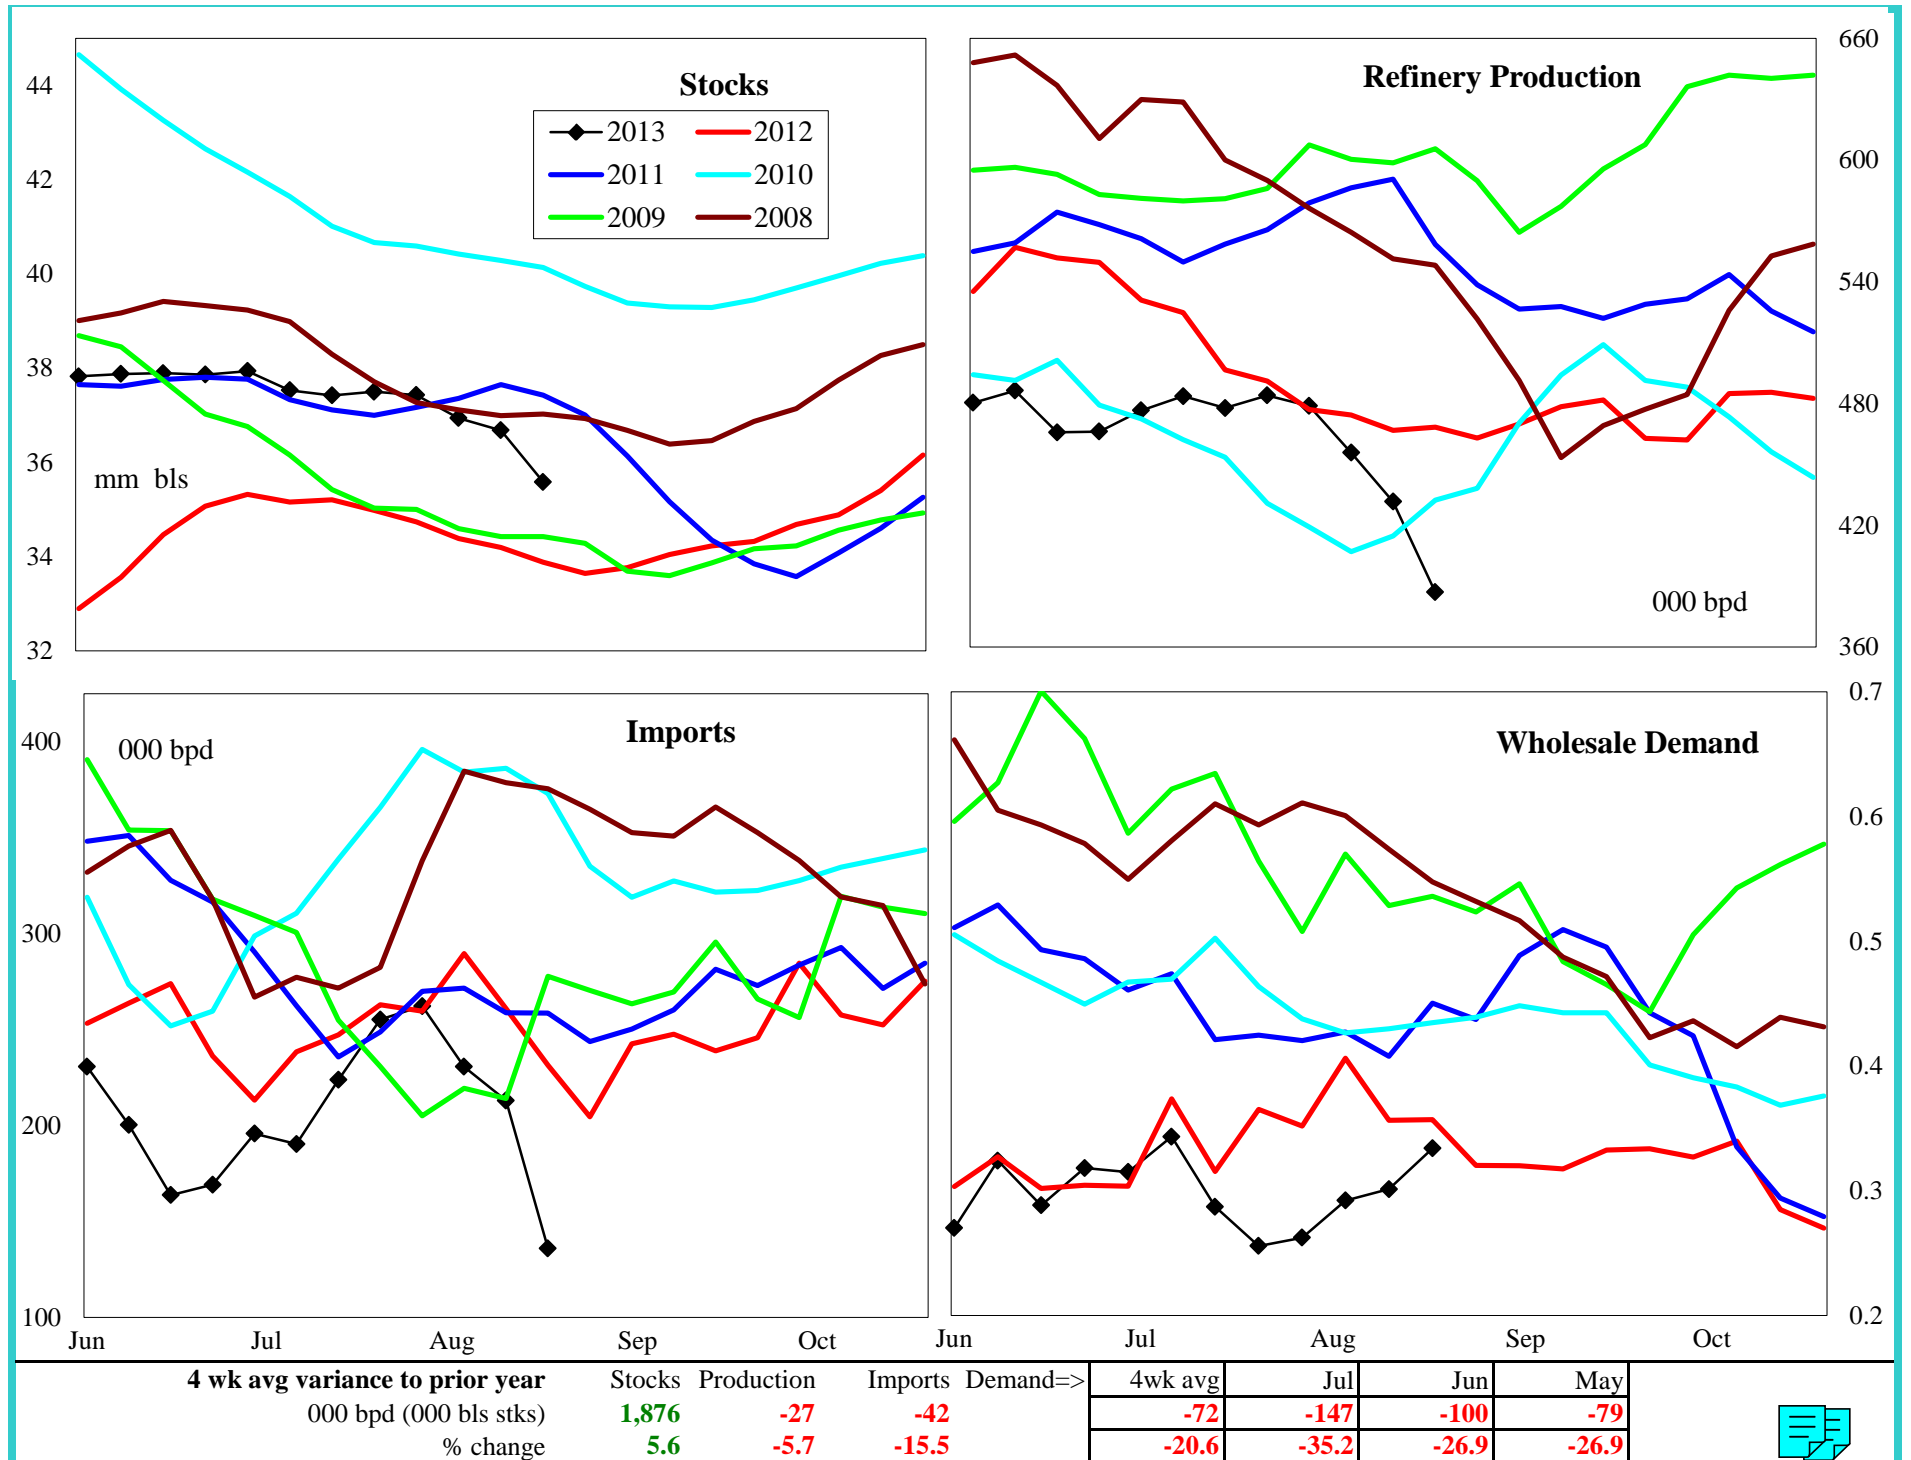 Stocks
2013 2012
2011 2010
2009 2008
44
42
40
38
36
34
32
mm bls
Refinery Production
660
600
540
480
420
360
000 bpd
Imports
000 bpd
400
300
200
100
Jun Jul Aug Sep Oct
Wholesale Demand
0.7
0.6
0.5
0.4
0.3
0.2
Jun Jul Aug Sep Oct
4 wk avg variance to prior year Stocks Production Imports Demand=> 4wk avg Jul Jun May
000 bpd (000 bls stks) 1,876 -27 -42 -72 -147 -100 -79
% change 5.6 -5.7 -15.5 -20.6 -35.2 -26.9 -26.9